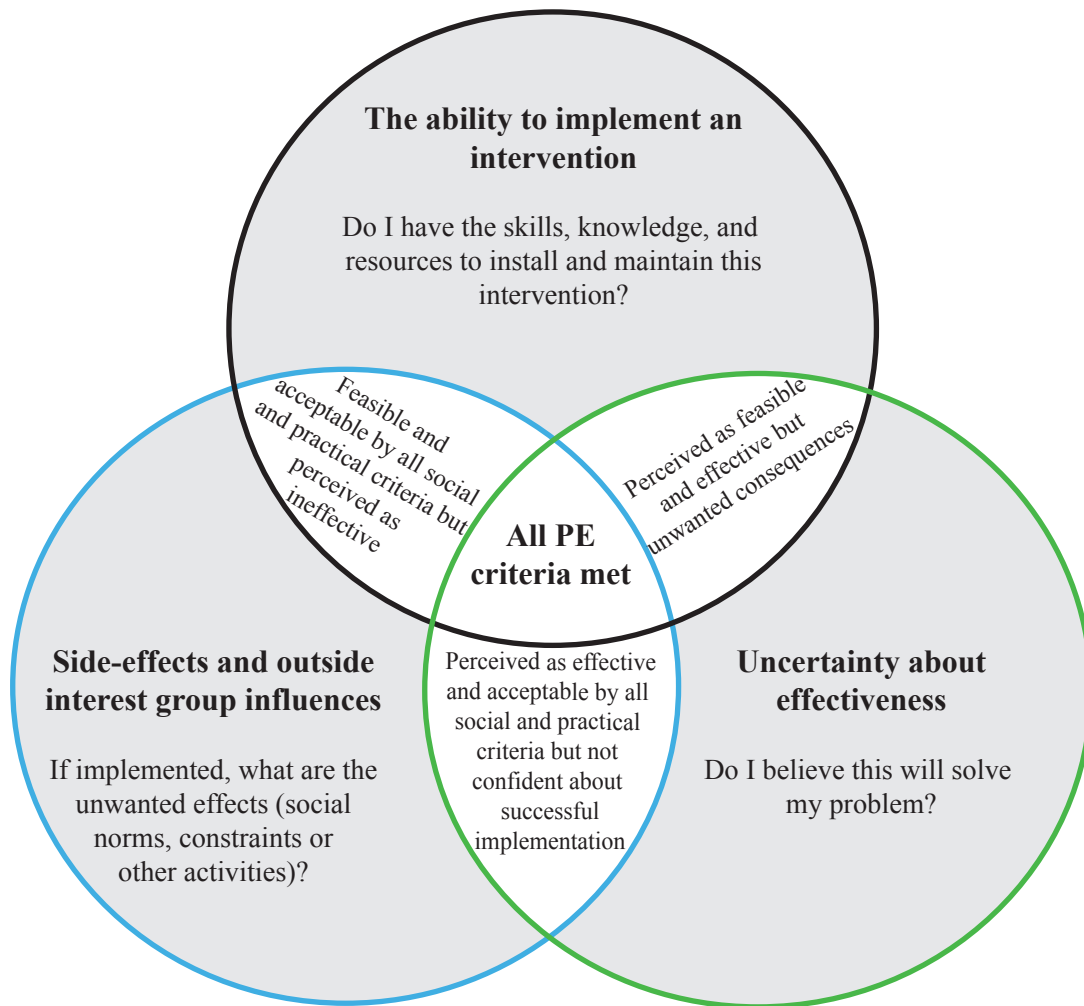 The ability to implement an
intervention
Do I have the skills, knowledge, and
resources to install and maintain this
intervention?
Feasible and
acceptable by all social
and practical criteria but
perceived as
ineffective
Perceived as feasible
and effective but
unwanted consequences
All PE
criteria met
Side-effects and outside
interest group influences
If implemented, what are the
unwanted effects (social
norms, constraints or
other activities)?
Perceived as effective
and acceptable by all
social and practical
criteria but not
confident about
successful
implementation
Uncertainty about
effectiveness
Do I believe this will solve
my problem?